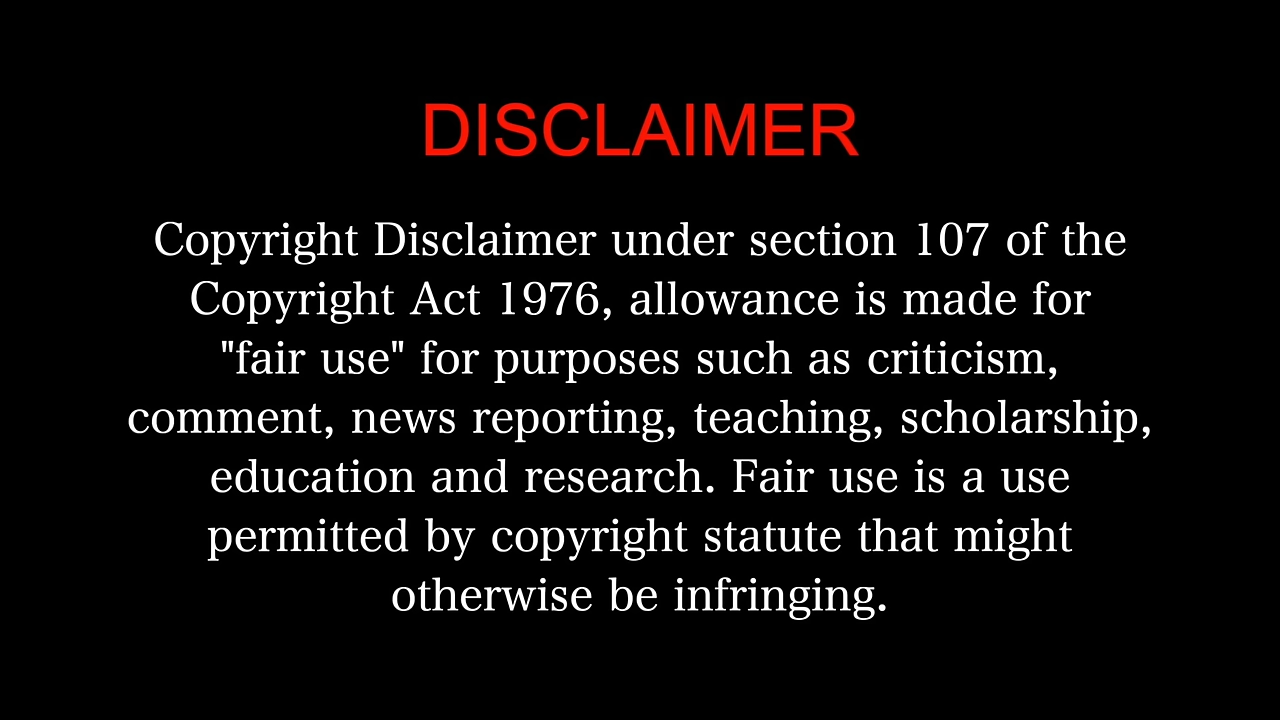 DISCLAIMER
Copyright Disclaimer under section 107 of the
Copyright Act 1976, allowance is made for
"fair use" for purposes such as criticism,
comment, news reporting, teaching, scholarship,
education and research. Fair use is a use
permitted by copyright statute that might
otherwise be infringing.